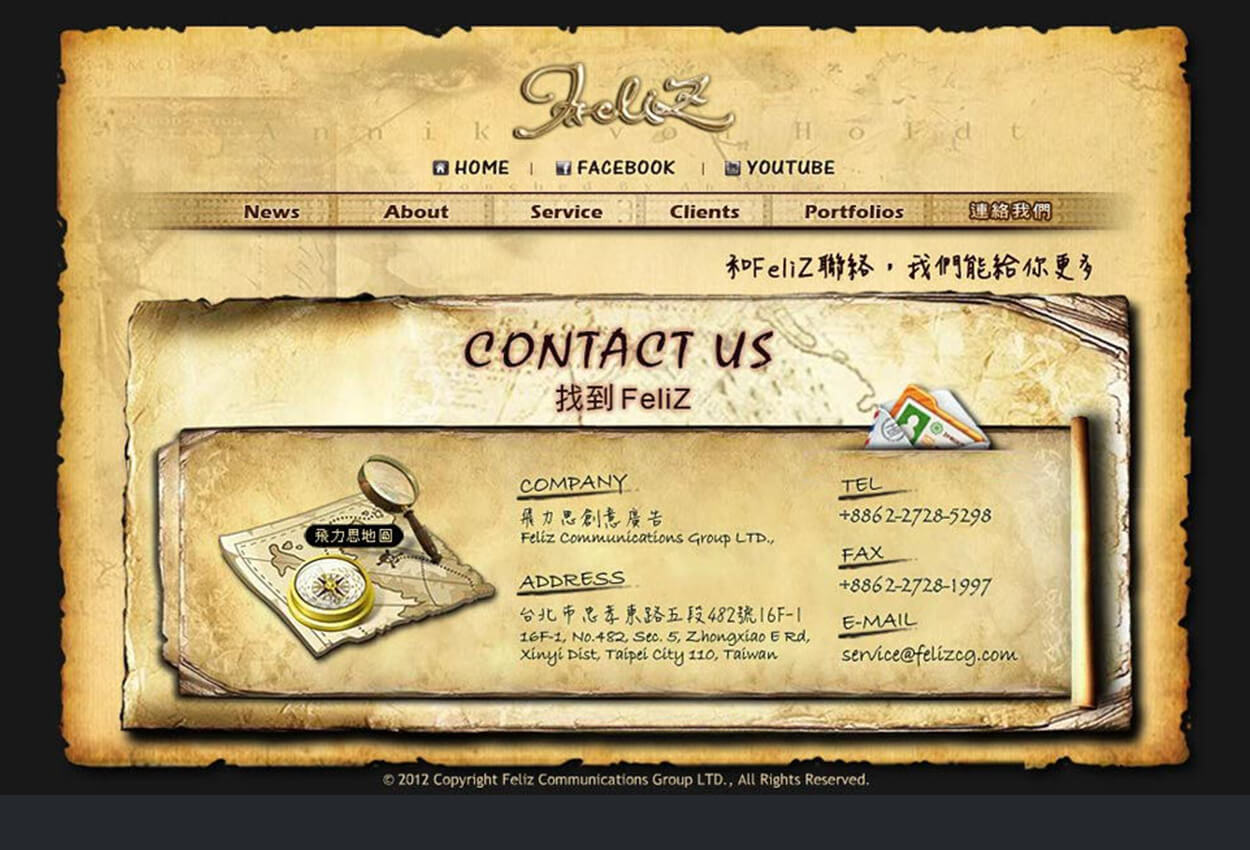 FeliZ
Annik von Holdt
HOME | FACEBOOK | YOUTUBE
News About Service Clients Portfolios 連絡我們
和FeliZ聯絡，我們能給你更多
CONTACT US
找到FeliZ
飛力思地圖
COMPANY
飛力思創意廣告
Feliz Communications Group LTD.,
ADDRESS
台北市忠孝東路五段482號16F-1
16F-1, No.482, Sec. 5, Zhongxiao E Rd,
Xinyi Dist, Taipei City 110, Taiwan
TEL
+8862-2728-5298
FAX
+8862-2728-1997
E-MAIL
service@felizcg.com
© 2012 Copyright Feliz Communications Group LTD., All Rights Reserved.